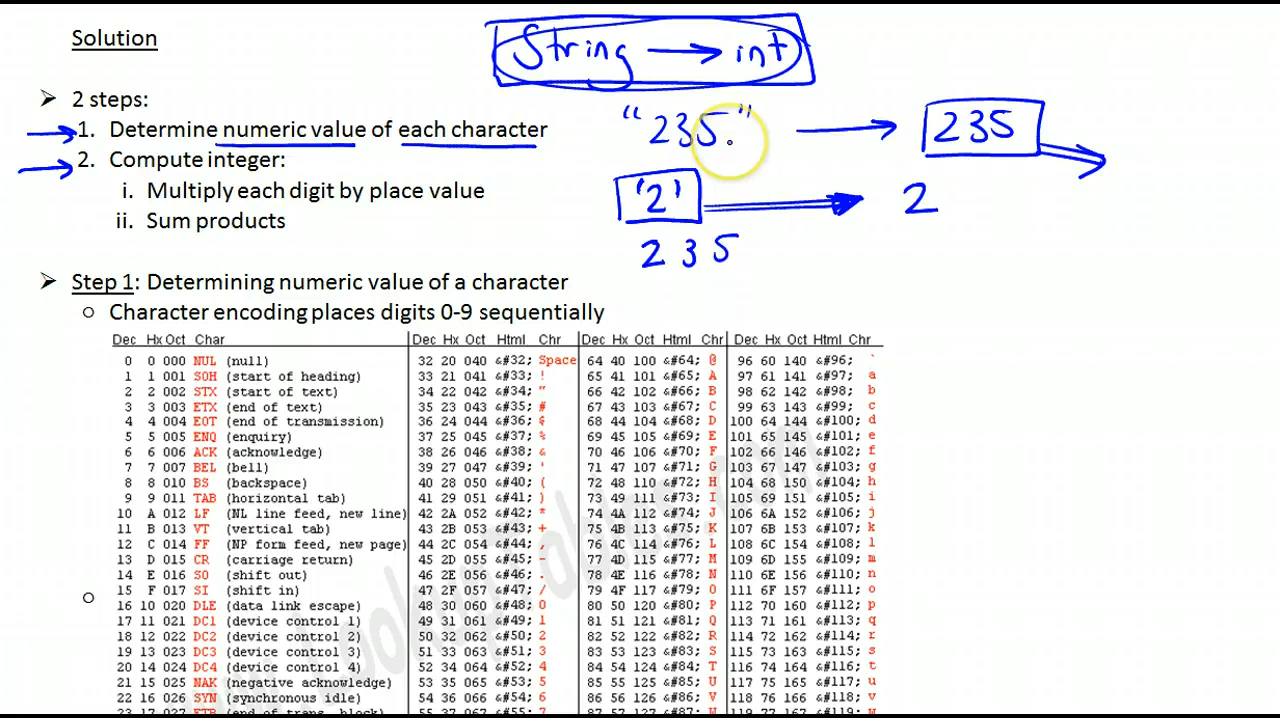 Solution
String → int
➤ 2 steps:
1. Determine numeric value of each character
"235." → 235
2. Compute integer:
i. Multiply each digit by place value
'2' → 2
ii. Sum products
2 3 5
➤ Step 1: Determining numeric value of a character
o Character encoding places digits 0-9 sequentially
Dec Hx Oct Char Dec Hx Oct Html Chr Dec Hx Oct Html Chr Dec Hx Oct Html Chr
0 0 000 NUL (null) 32 20 040 &#32; Space 64 40 100 &#64; @ 96 60 140 &#96; `
1 1 001 SOH (start of heading) 33 21 041 &#33; ! 65 41 101 &#65; A 97 61 141 &#97; a
2 2 002 STX (start of text) 34 22 042 &#34; " 66 42 102 &#66; B 98 62 142 &#98; b
3 3 003 ETX (end of text) 35 23 043 &#35; # 67 43 103 &#67; C 99 63 143 &#99; c
4 4 004 EOT (end of transmission) 36 24 044 &#36; $ 68 44 104 &#68; D 100 64 144 &#100; d
5 5 005 ENQ (enquiry) 37 25 045 &#37; % 69 45 105 &#69; E 101 65 145 &#101; e
6 6 006 ACK (acknowledge) 38 26 046 &#38; & 70 46 106 &#70; F 102 66 146 &#102; f
7 7 007 BEL (bell) 39 27 047 &#39; ' 71 47 107 &#71; G 103 67 147 &#103; g
8 8 010 BS (backspace) 40 28 050 &#40; ( 72 48 110 &#72; H 104 68 150 &#104; h
9 9 011 TAB (horizontal tab) 41 29 051 &#41; ) 73 49 111 &#73; I 105 69 151 &#105; i
10 A 012 LF (NL line feed, new line) 42 2A 052 &#42; * 74 4A 112 &#74; J 106 6A 152 &#106; j
11 B 013 VT (vertical tab) 43 2B 053 &#43; + 75 4B 113 &#75; K 107 6B 153 &#107; k
12 C 014 FF (NP form feed, new page) 44 2C 054 &#44; , 76 4C 114 &#76; L 108 6C 154 &#108; l
13 D 015 CR (carriage return) 45 2D 055 &#45; - 77 4D 115 &#77; M 109 6D 155 &#109; m
14 E 016 SO (shift out) 46 2E 056 &#46; . 78 4E 116 &#78; N 110 6E 156 &#110; n
15 F 017 SI (shift in) 47 2F 057 &#47; / 79 4F 117 &#79; O 111 6F 157 &#111; o
o
16 10 020 DLE (data link escape) 48 30 060 &#48; 0 80 50 120 &#80; P 112 70 160 &#112; p
17 11 021 DC1 (device control 1) 49 31 061 &#49; 1 81 51 121 &#81; Q 113 71 161 &#113; q
18 12 022 DC2 (device control 2) 50 32 062 &#50; 2 82 52 122 &#82; R 114 72 162 &#114; r
19 13 023 DC3 (device control 3) 51 33 063 &#51; 3 83 53 123 &#83; S 115 73 163 &#115; s
20 14 024 DC4 (device control 4) 52 34 064 &#52; 4 84 54 124 &#84; T 116 74 164 &#116; t
21 15 025 NAK (negative acknowledge) 53 35 065 &#53; 5 85 55 125 &#85; U 117 75 165 &#117; u
22 16 026 SYN (synchronous idle) 54 36 066 &#54; 6 86 56 126 &#86; V 118 76 166 &#118; v
23 17 027 ETB (end of trans. block) 55 37 067 &#55; 7 87 57 127 &#87; W 119 77 167 &#119; w